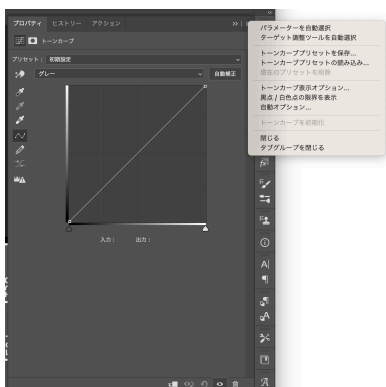 プロパティ ヒストリー アクション
トーンカーブ
プリセット： 初期設定
グレー
自動補正
入力：
出力：
パラメーターを自動選択
ターゲット調整ツールを自動選択
トーンカーブプリセットを保存...
トーンカーブプリセットの読み込み...
現在のプリセットを削除
トーンカーブ表示オプション...
黒点 / 白色点の限界を表示
自動オプション...
トーンカーブを初期化
閉じる
タブグループを閉じる
fx
A
A